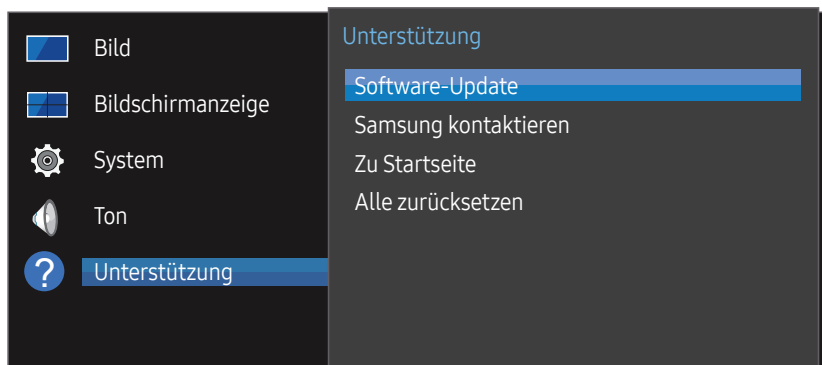 Bild
Bildschirmanzeige
System
Ton
?
Unterstützung
Unterstützung
Software-Update
Samsung kontaktieren
Zu Startseite
Alle zurücksetzen